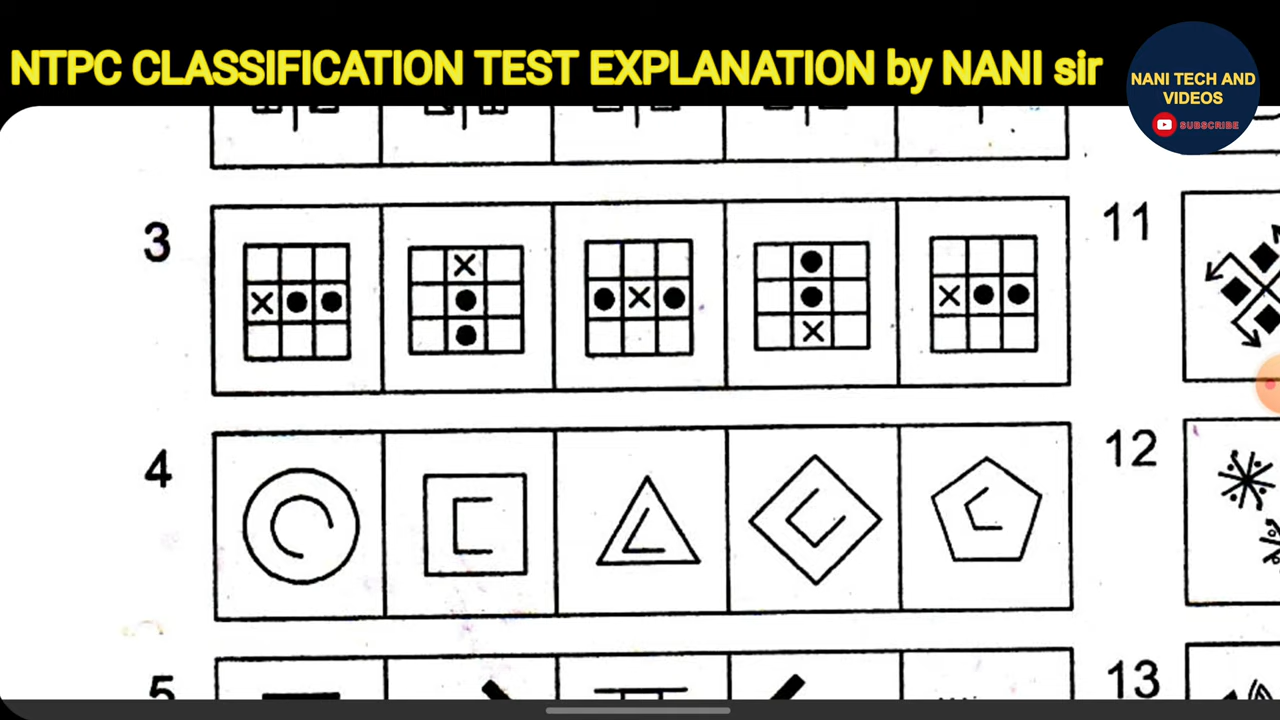 NTPC CLASSIFICATION TEST EXPLANATION by NANI sir
NANI TECH AND
VIDEOS
SUBSCRIBE
3
11
4
12
5
13